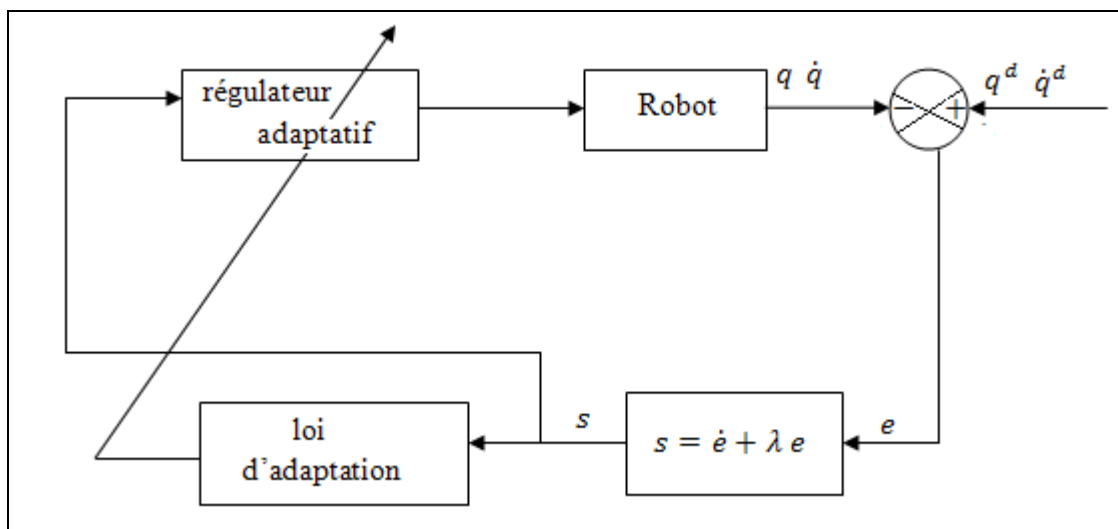 régulateur
adaptatif
Robot
q q̇
− +
q^d q̇^d
loi
d'adaptation
s
s = ė + λ e
e